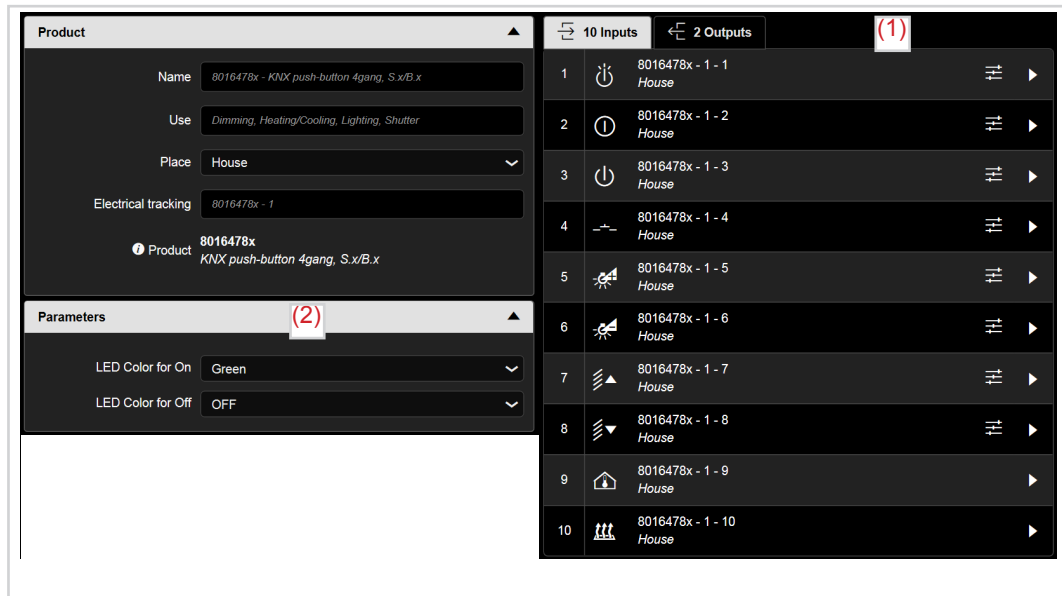 Product
Name 8016478x - KNX push-button 4gang, S.x/B.x
Use Dimming, Heating/Cooling, Lighting, Shutter
Place House
Electrical tracking 8016478x - 1
i Product 8016478x
KNX push-button 4gang, S.x/B.x
Parameters (2)
LED Color for On Green
LED Color for Off OFF
10 Inputs 2 Outputs (1)
1 8016478x - 1 - 1
House
2 8016478x - 1 - 2
House
3 8016478x - 1 - 3
House
4 8016478x - 1 - 4
House
5 8016478x - 1 - 5
House
6 8016478x - 1 - 6
House
7 8016478x - 1 - 7
House
8 8016478x - 1 - 8
House
9 8016478x - 1 - 9
House
10 8016478x - 1 - 10
House